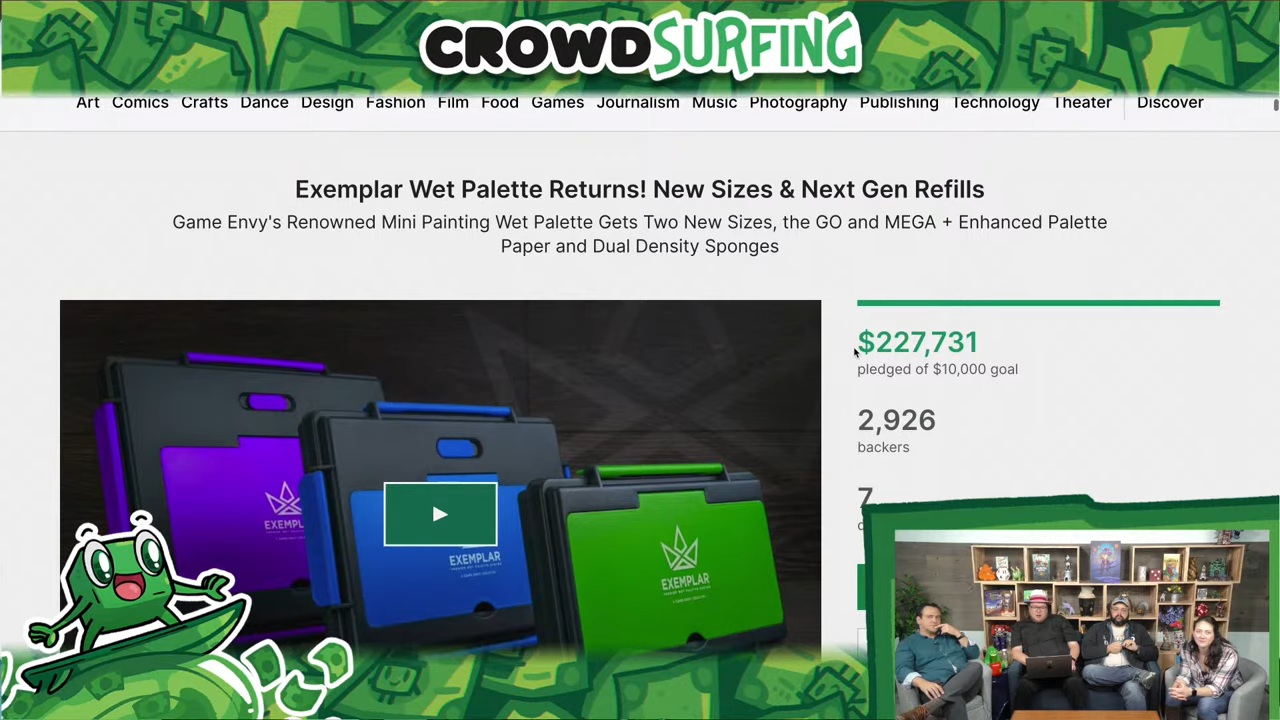 CROWDSURFING
Art Comics Crafts Dance Design Fashion Film Food Games Journalism Music Photography Publishing Technology Theater Discover
Exemplar Wet Palette Returns! New Sizes & Next Gen Refills
Game Envy's Renowned Mini Painting Wet Palette Gets Two New Sizes, the GO and MEGA + Enhanced Palette
Paper and Dual Density Sponges
$227,731
pledged of $10,000 goal
2,926
backers
7
EXEMPLAR
EXEMPLAR